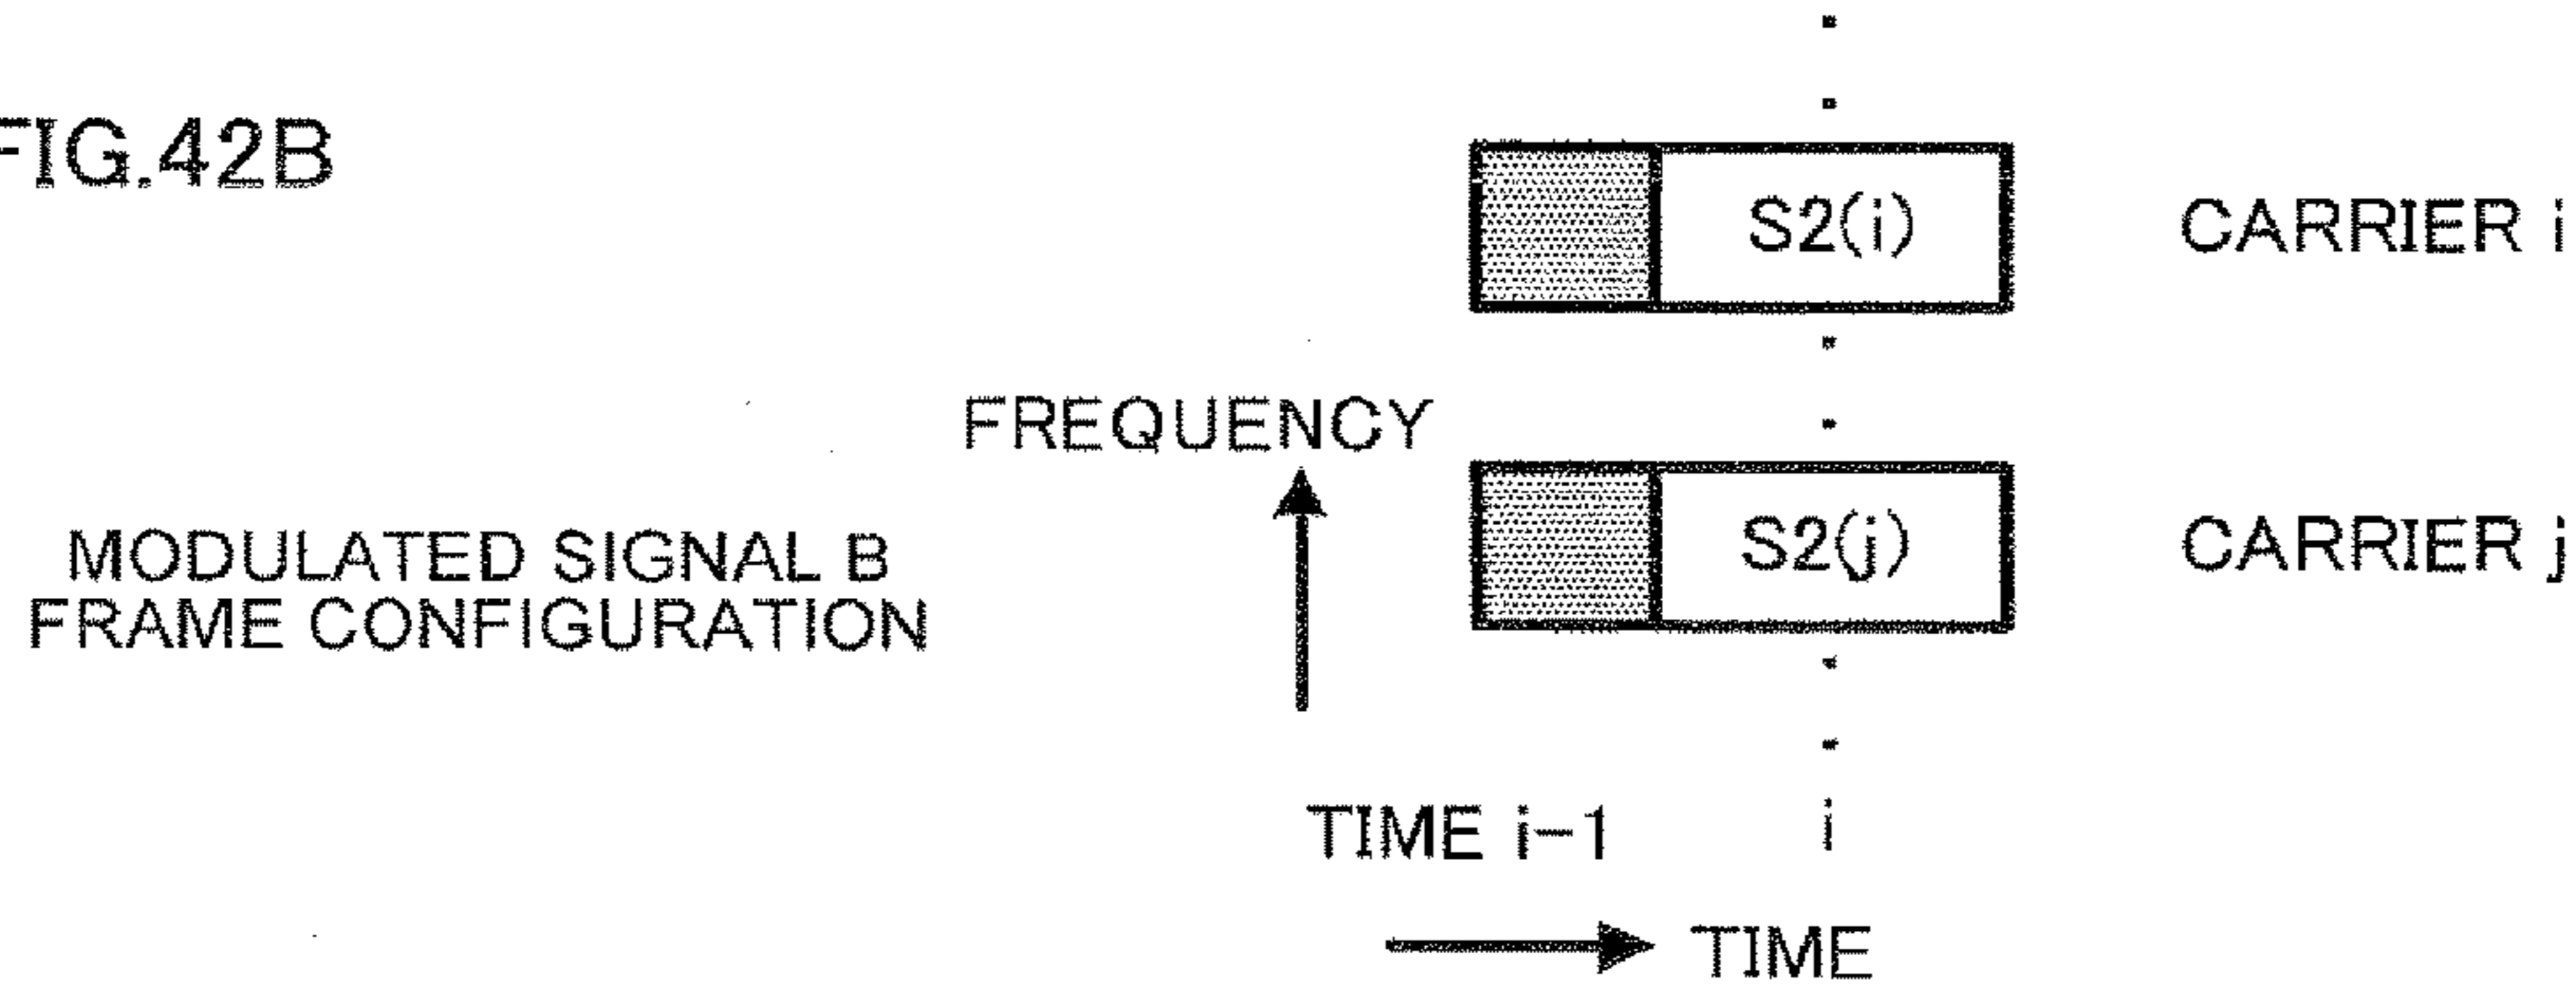 FIG.42B
S2(i) CARRIER i
FREQUENCY
S2(j) CARRIER j
MODULATED SIGNAL B
FRAME CONFIGURATION
TIME i-1 i
TIME